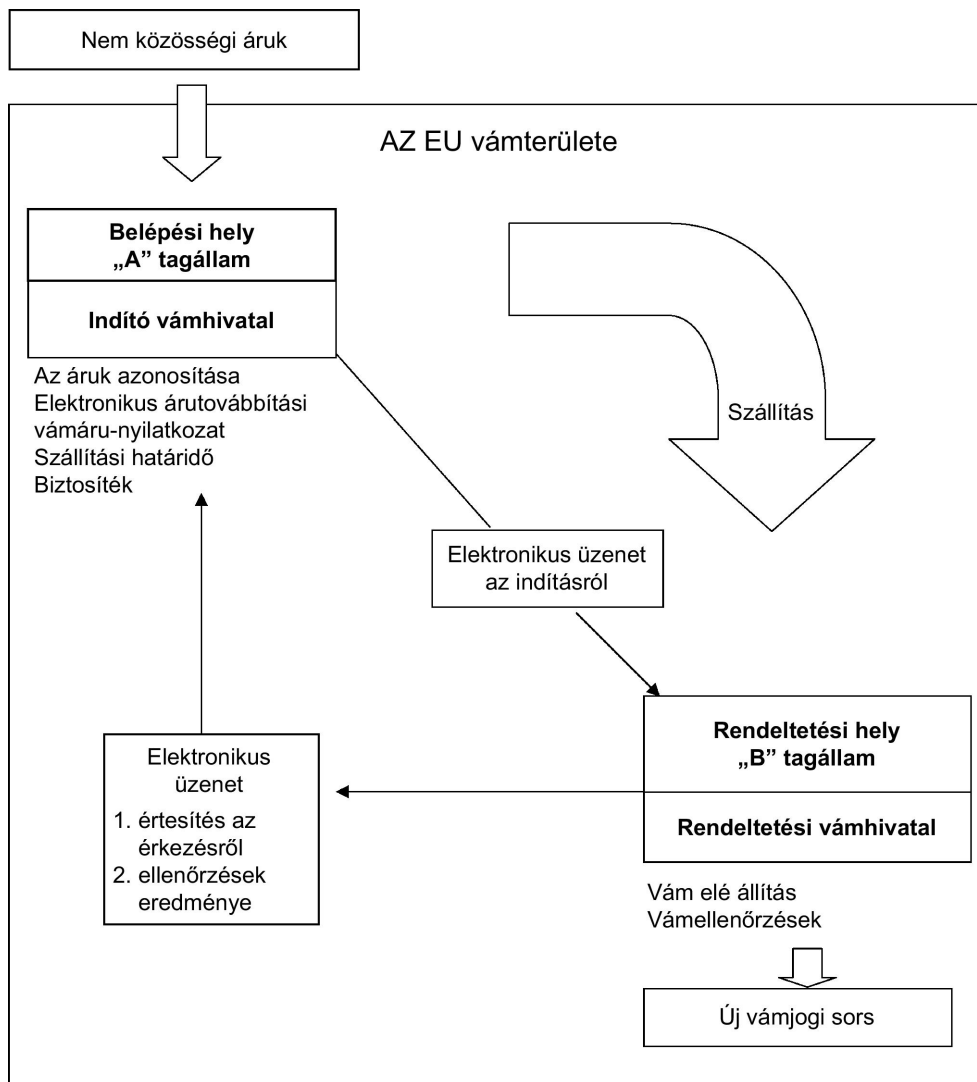 Nem közösségi áruk
AZ EU vámterülete
Belépési hely
„A” tagállam
Indító vámhivatal
Az áruk azonosítása
Elektronikus árutovábbítási
vámáru-nyilatkozat
Szállítási határidő
Biztosíték
Szállítás
Elektronikus üzenet
az indításról
Rendeltetési hely
„B” tagállam
Rendeltetési vámhivatal
Elektronikus
üzenet
1. értesítés az
érkezésről
2. ellenőrzések
eredménye
Vám elé állítás
Vámellenőrzések
Új vámjogi sors